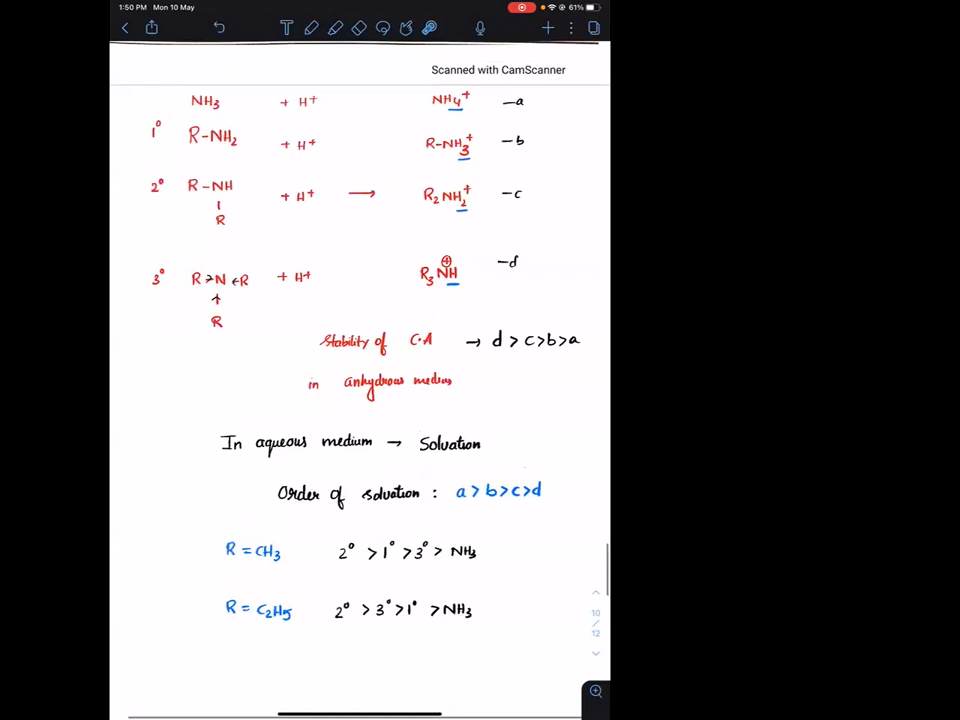 1:50 PM Mon 10 May 61%
Scanned with CamScanner
NH3 + H+ NH4+ —a
1° R-NH2 + H+ R-NH3+ —b
2° R-NH + H+ ⟶ R2NH2+ —c
R
3° R→N←R + H+ R3NH⊕ —d
R
Stability of C.A → d > c > b > a
in anhydrous medium
In aqueous medium → Solvation
Order of solvation : a > b > c > d
R = CH3 2° > 1° > 3° > NH3
R = C2H5 2° > 3° > 1° > NH3
10
/
12